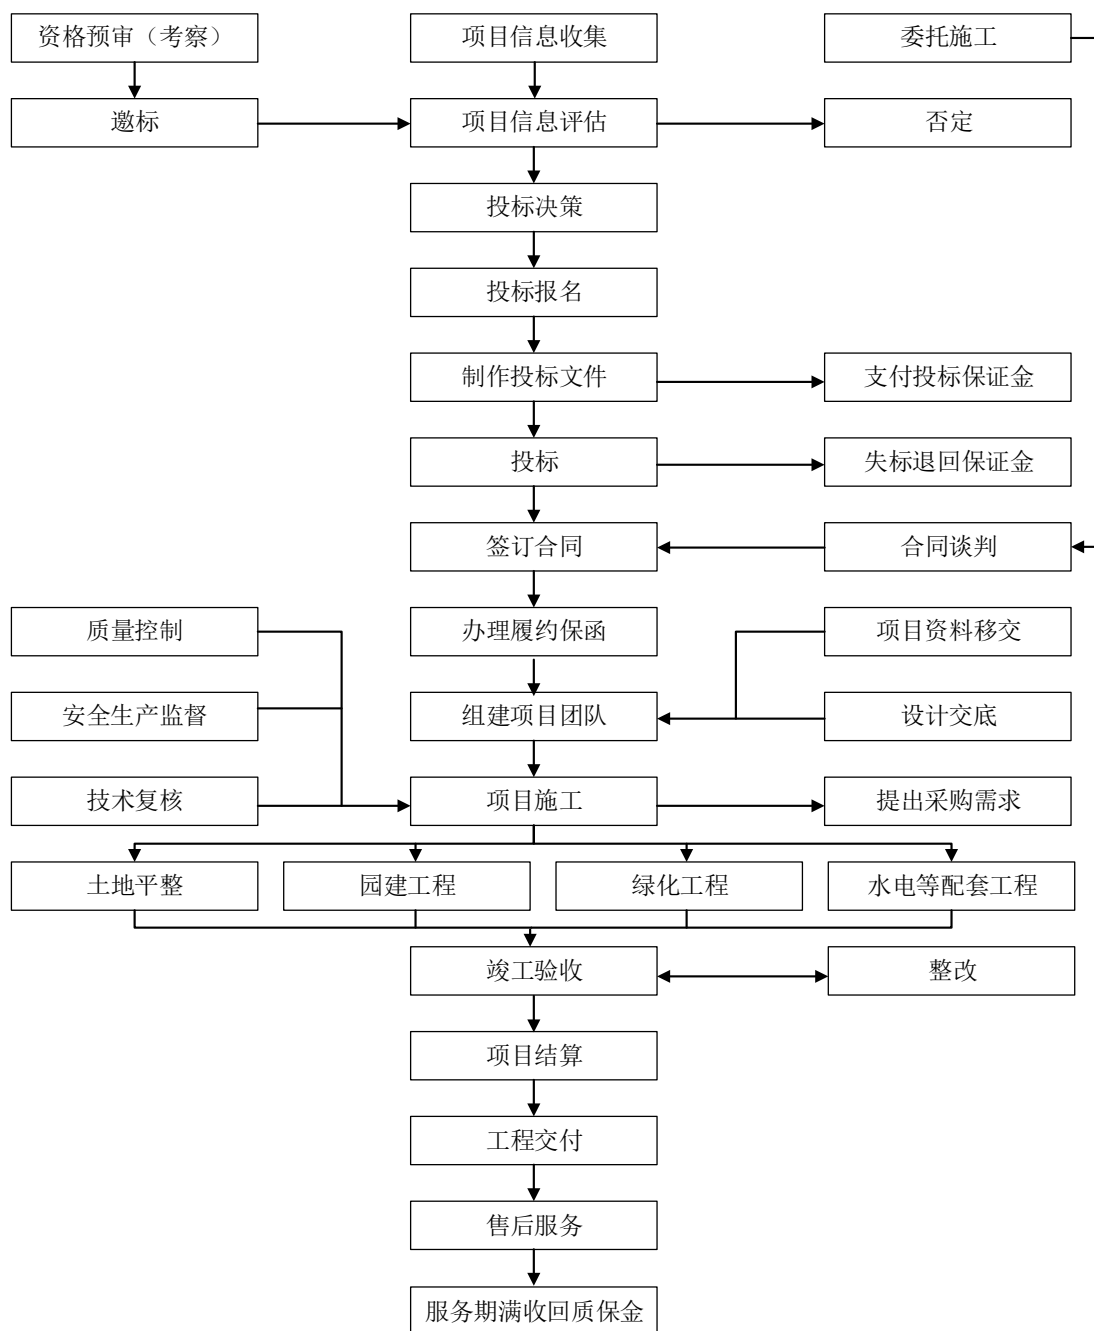 资格预审（考察）
项目信息收集
委托施工
邀标
项目信息评估
否定
投标决策
投标报名
制作投标文件
支付投标保证金
投标
失标退回保证金
签订合同
合同谈判
质量控制
办理履约保函
项目资料移交
安全生产监督
组建项目团队
设计交底
技术复核
项目施工
提出采购需求
土地平整
园建工程
绿化工程
水电等配套工程
竣工验收
整改
项目结算
工程交付
售后服务
服务期满收回质保金